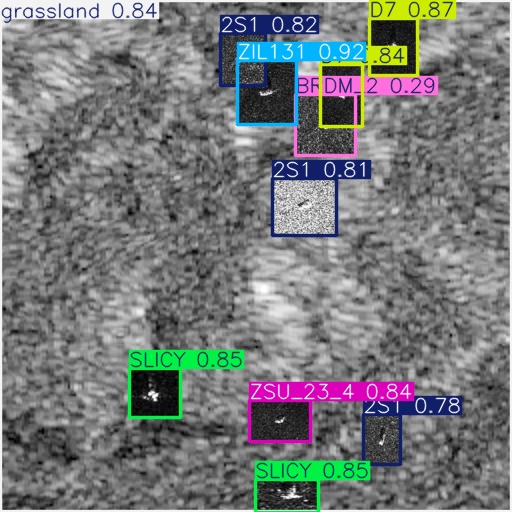 grassland 0.84
D7 0.87
2S1 0.82
ZIL131 0.92
.84
BRDM_2 0.29
2S1 0.81
SLICY 0.85
ZSU_23_4 0.84
2S1 0.78
SLICY 0.85